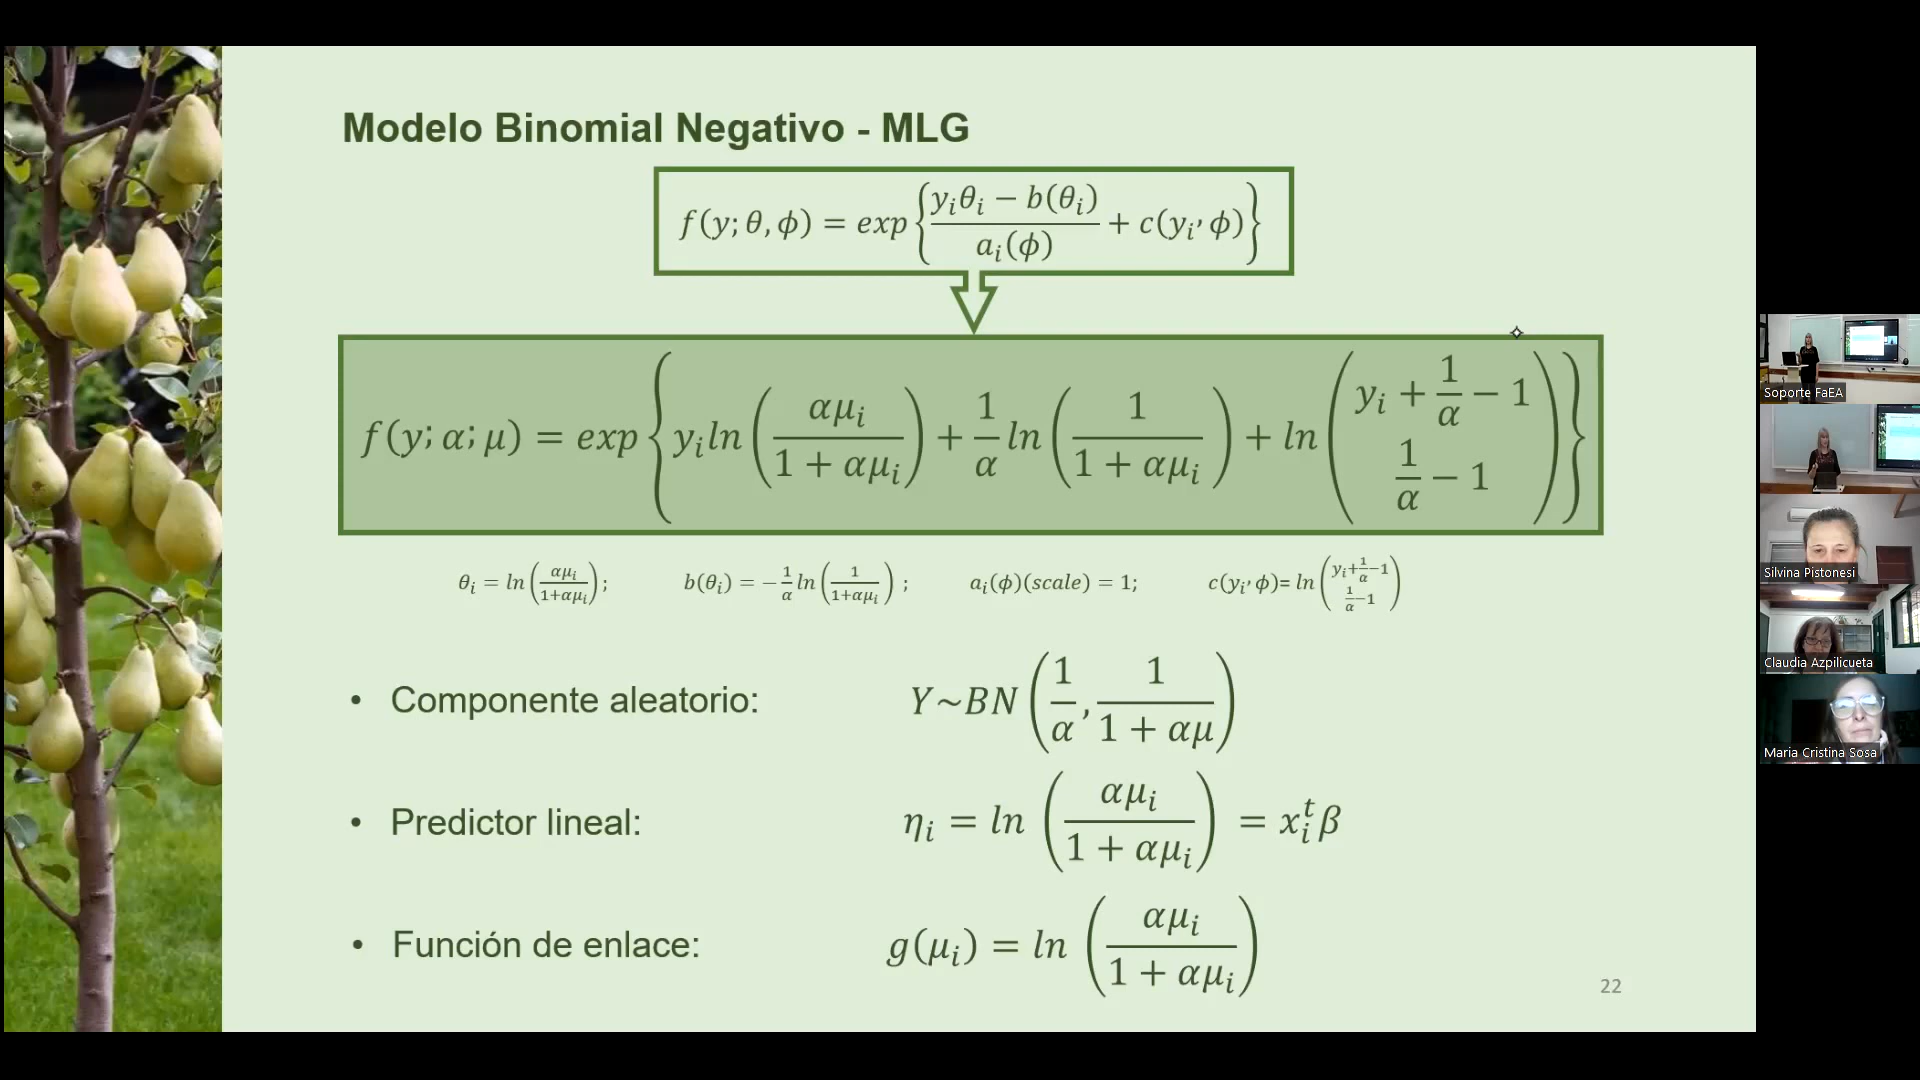 Modelo Binomial Negativo - MLG
f(y; θ, ϕ) = exp{(y_iθ_i − b(θ_i))/(a_i(ϕ)) + c(y_i, ϕ)}
f(y; α; μ) = exp{y_i ln(αμ_i/(1 + αμ_i)) + 1/α ln(1/(1 + αμ_i)) + ln(y_i + 1/α − 1 ; 1/α − 1)}
θ_i = ln(αμ_i/(1+αμ_i)); b(θ_i) = −1/α ln(1/(1+αμ_i)) ; a_i(ϕ)(scale) = 1; c(y_i, ϕ)= ln(y_i+1/α−1 ; 1/α−1)
• Componente aleatorio: Y~BN(1/α, 1/(1 + αμ))
• Predictor lineal: η_i = ln (αμ_i/(1 + αμ_i)) = x_i^t β
• Función de enlace: g(μ_i) = ln (αμ_i/(1 + αμ_i))
22
Soporte FaEA
Silvina Pistonesi
Claudia Azpilicueta
Maria Cristina Sosa